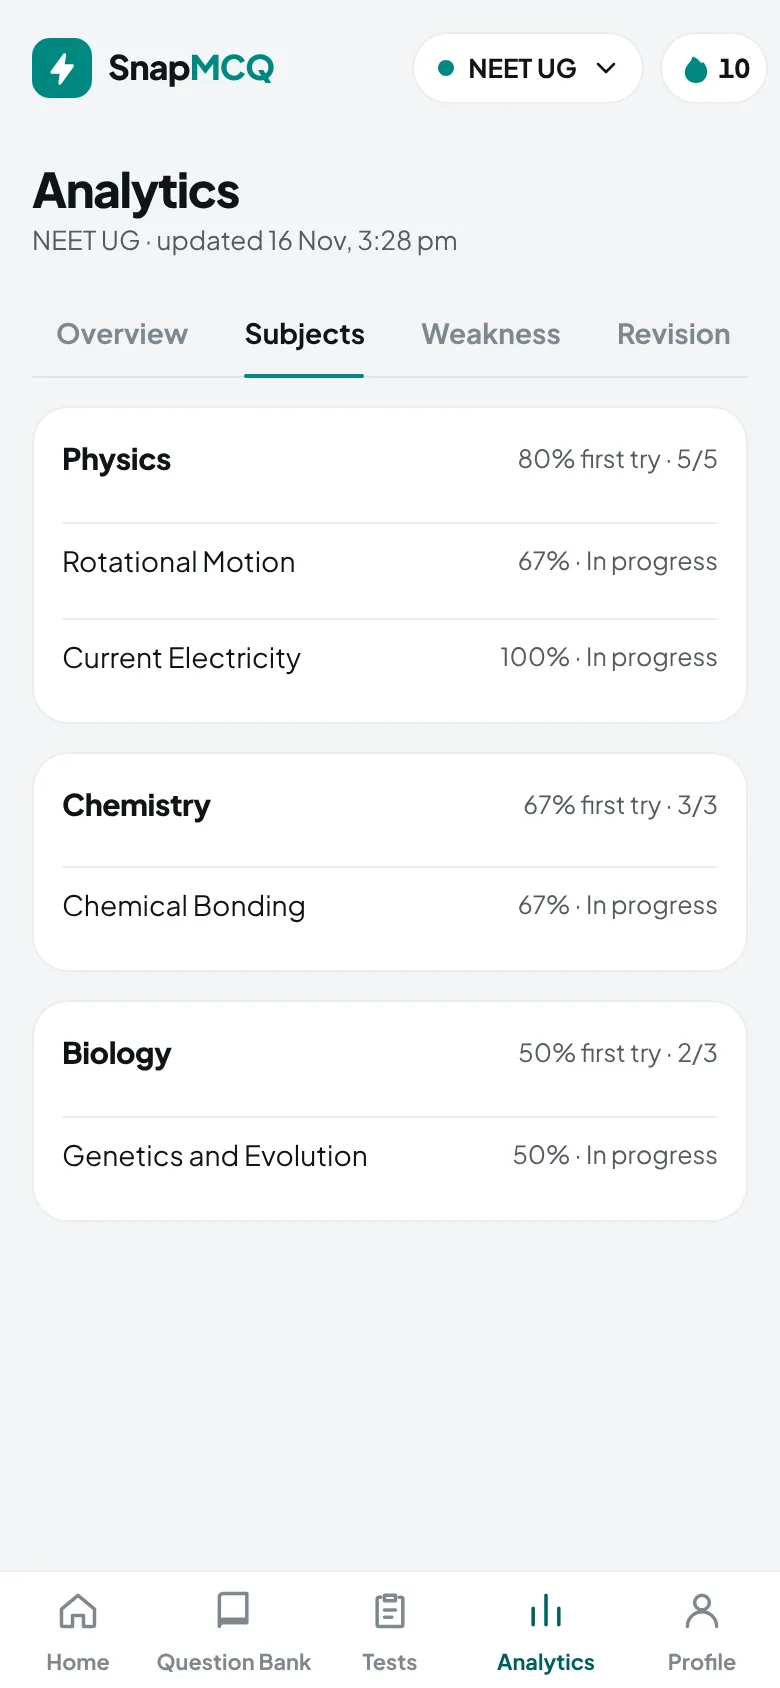 SnapMCQ
NEET UG
10
Analytics
NEET UG · updated 16 Nov, 3:28 pm
Overview Subjects Weakness Revision
Physics 80% first try · 5/5
Rotational Motion 67% · In progress
Current Electricity 100% · In progress
Chemistry 67% first try · 3/3
Chemical Bonding 67% · In progress
Biology 50% first try · 2/3
Genetics and Evolution 50% · In progress
Home Question Bank Tests Analytics Profile